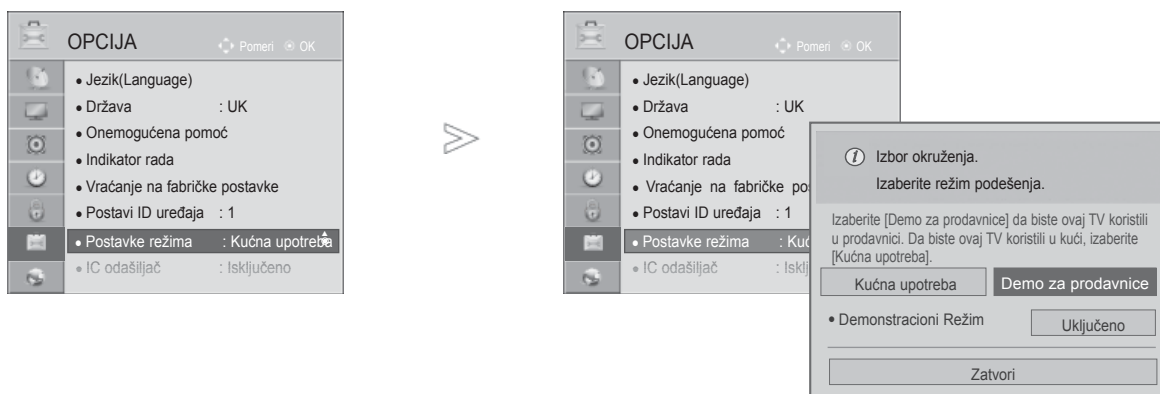 OPCIJA Pomeri OK
• Jezik(Language)
• Država : UK
• Onemogućena pomoć
• Indikator rada
• Vraćanje na fabričke postavke
• Postavi ID uređaja : 1
• Postavke režima : Kućna upotreba
• IC odašiljač : Isključeno
OPCIJA Pomeri OK
• Jezik(Language)
• Država : UK
• Onemogućena pomoć
• Indikator rada
• Vraćanje na fabričke pos
• Postavi ID uređaja : 1
• Postavke režima : Kuć
• IC odašiljač : Isklj
Izbor okruženja.
Izaberite režim podešenja.
Izaberite [Demo za prodavnice] da biste ovaj TV koristili
u prodavnici. Da biste ovaj TV koristili u kući, izaberite
[Kućna upotreba].
Kućna upotreba Demo za prodavnice
• Demonstracioni Režim Uključeno
Zatvori